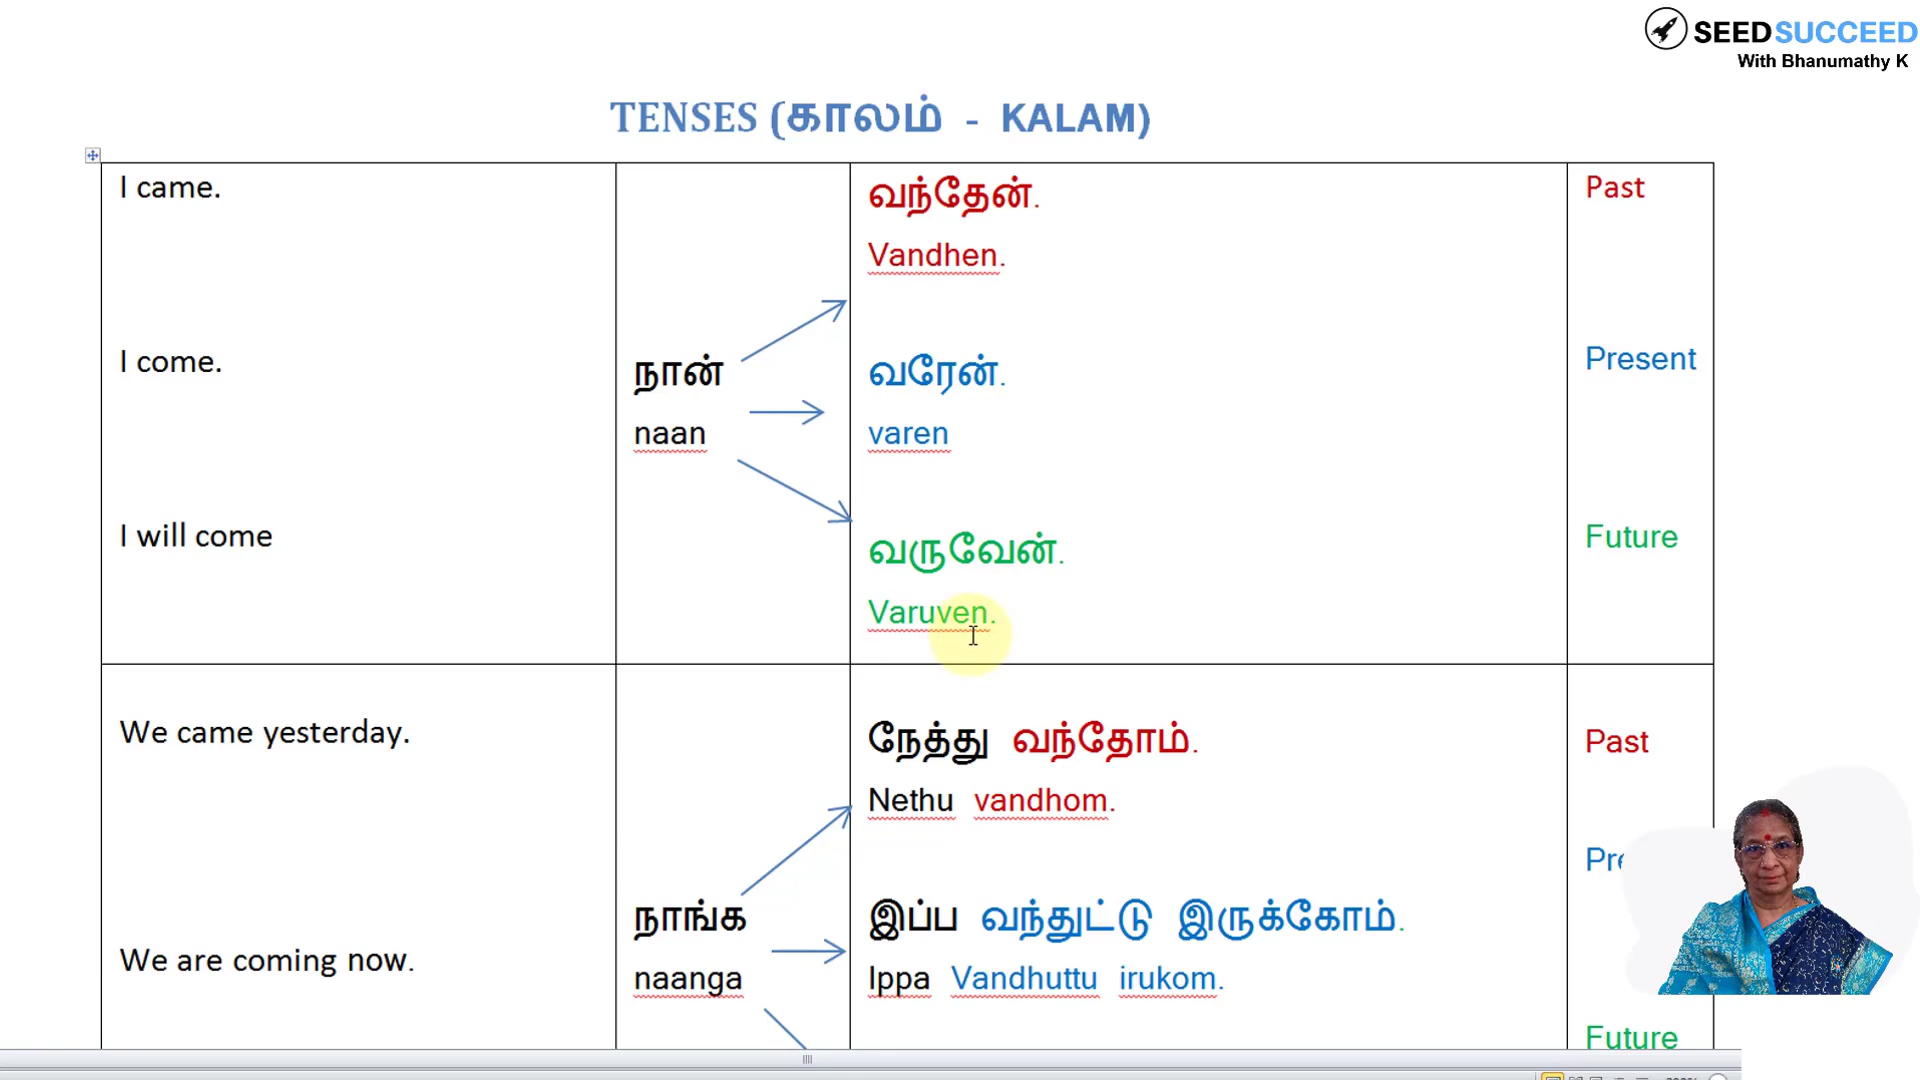 SEEDSUCCEED
With Bhanumathy K
TENSES (காலம் - KALAM)
I came.
வந்தேன்.
Past
Vandhen.
I come.
நான்
வரேன்.
Present
naan
varen
I will come
வருவேன்.
Future
Varuven.
We came yesterday.
நேத்து வந்தோம்.
Past
Nethu vandhom.
நாங்க
இப்ப வந்துட்டு இருக்கோம்.
We are coming now.
naanga
Ippa Vandhuttu irukom.
Future